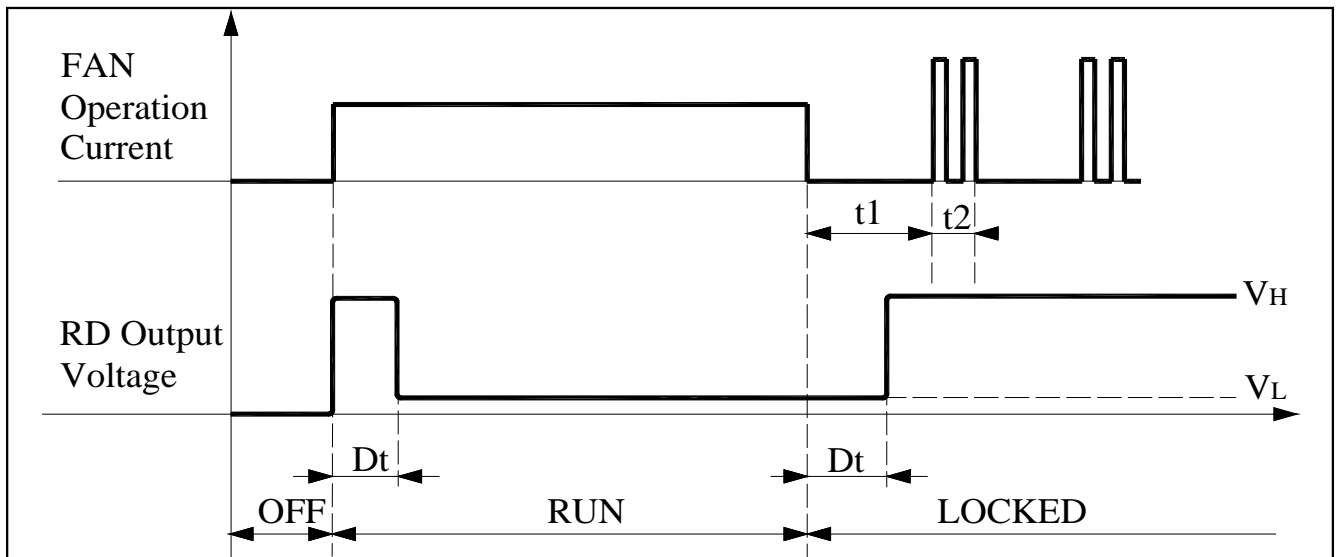 FAN
Operation
Current
t1
t2
RD Output
Voltage
VH
VL
Dt
Dt
OFF
RUN
LOCKED